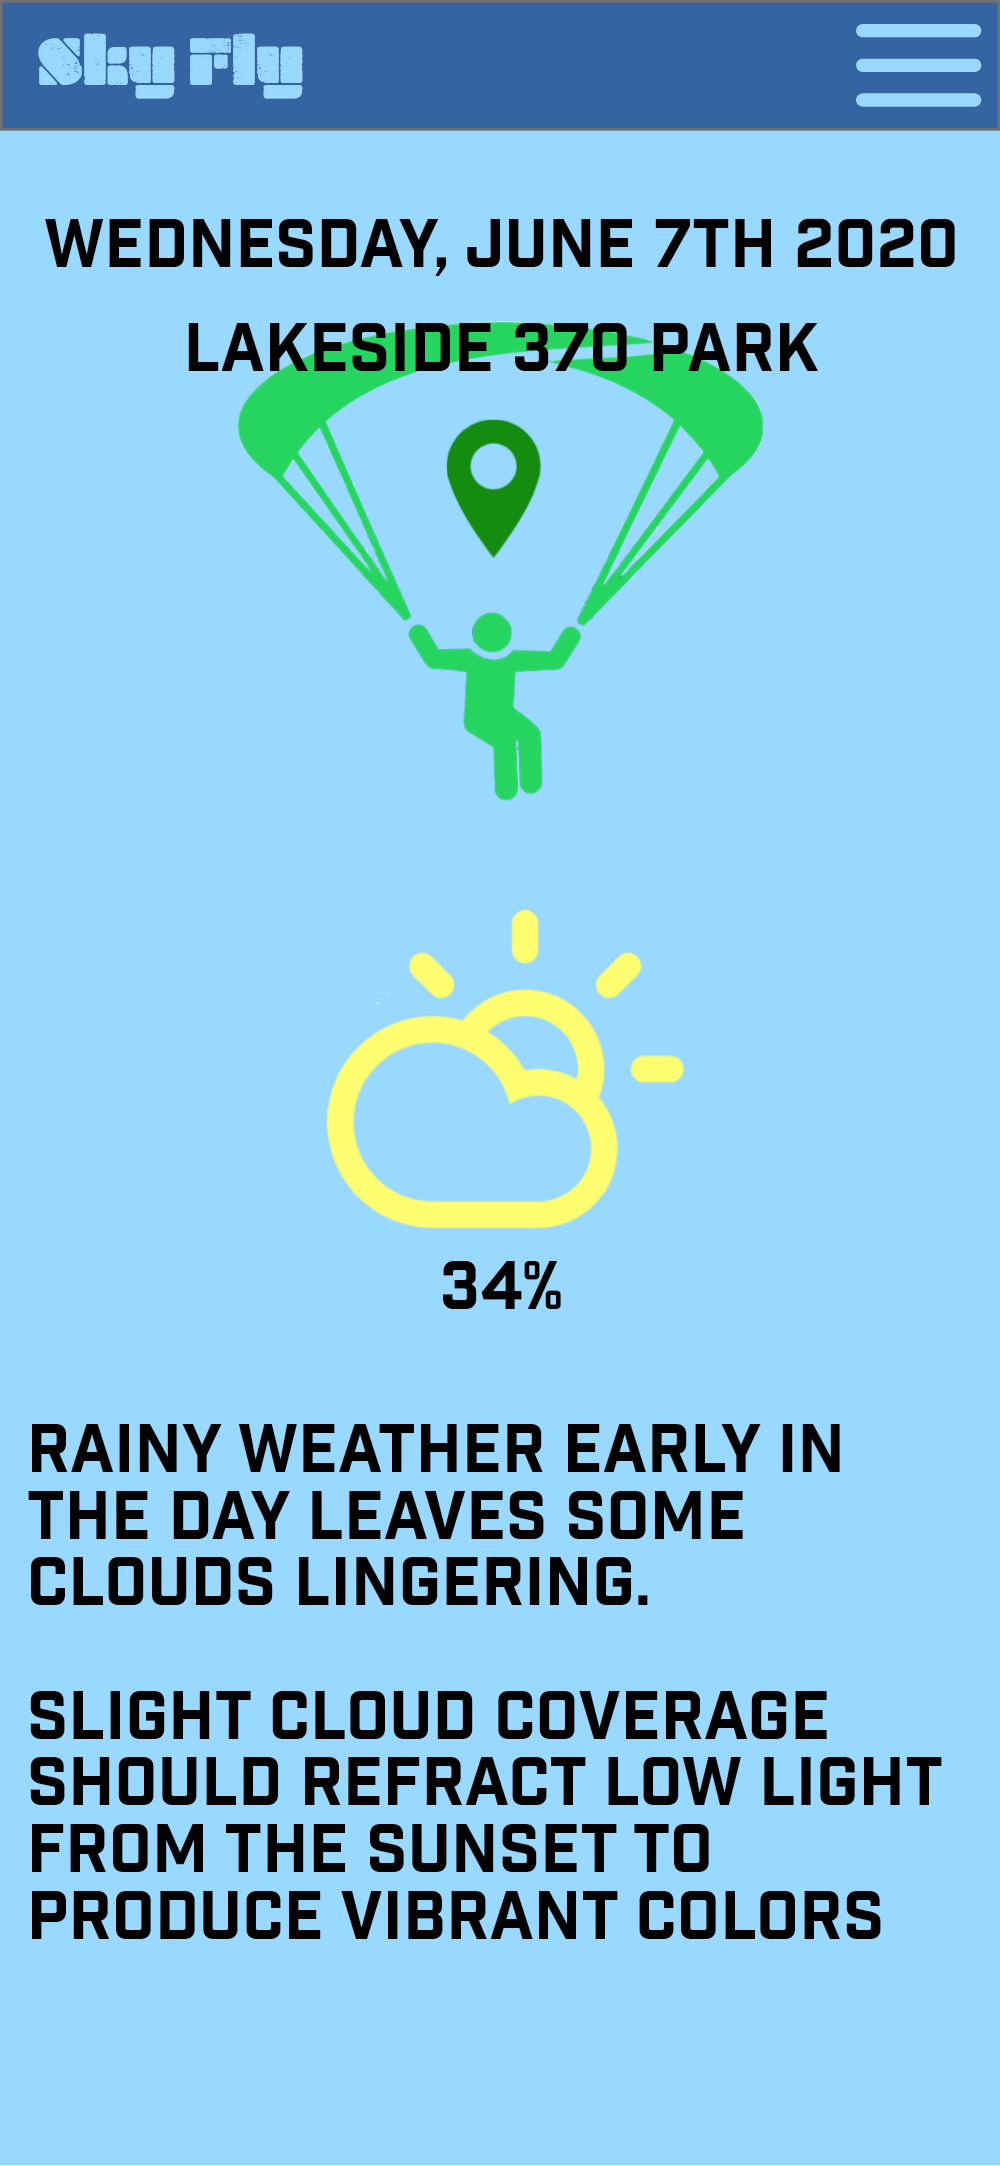 Sky Fly
WEDNESDAY, JUNE 7TH 2020
LAKESIDE 370 PARK
34%
RAINY WEATHER EARLY IN
THE DAY LEAVES SOME
CLOUDS LINGERING.
SLIGHT CLOUD COVERAGE
SHOULD REFRACT LOW LIGHT
FROM THE SUNSET TO
PRODUCE VIBRANT COLORS